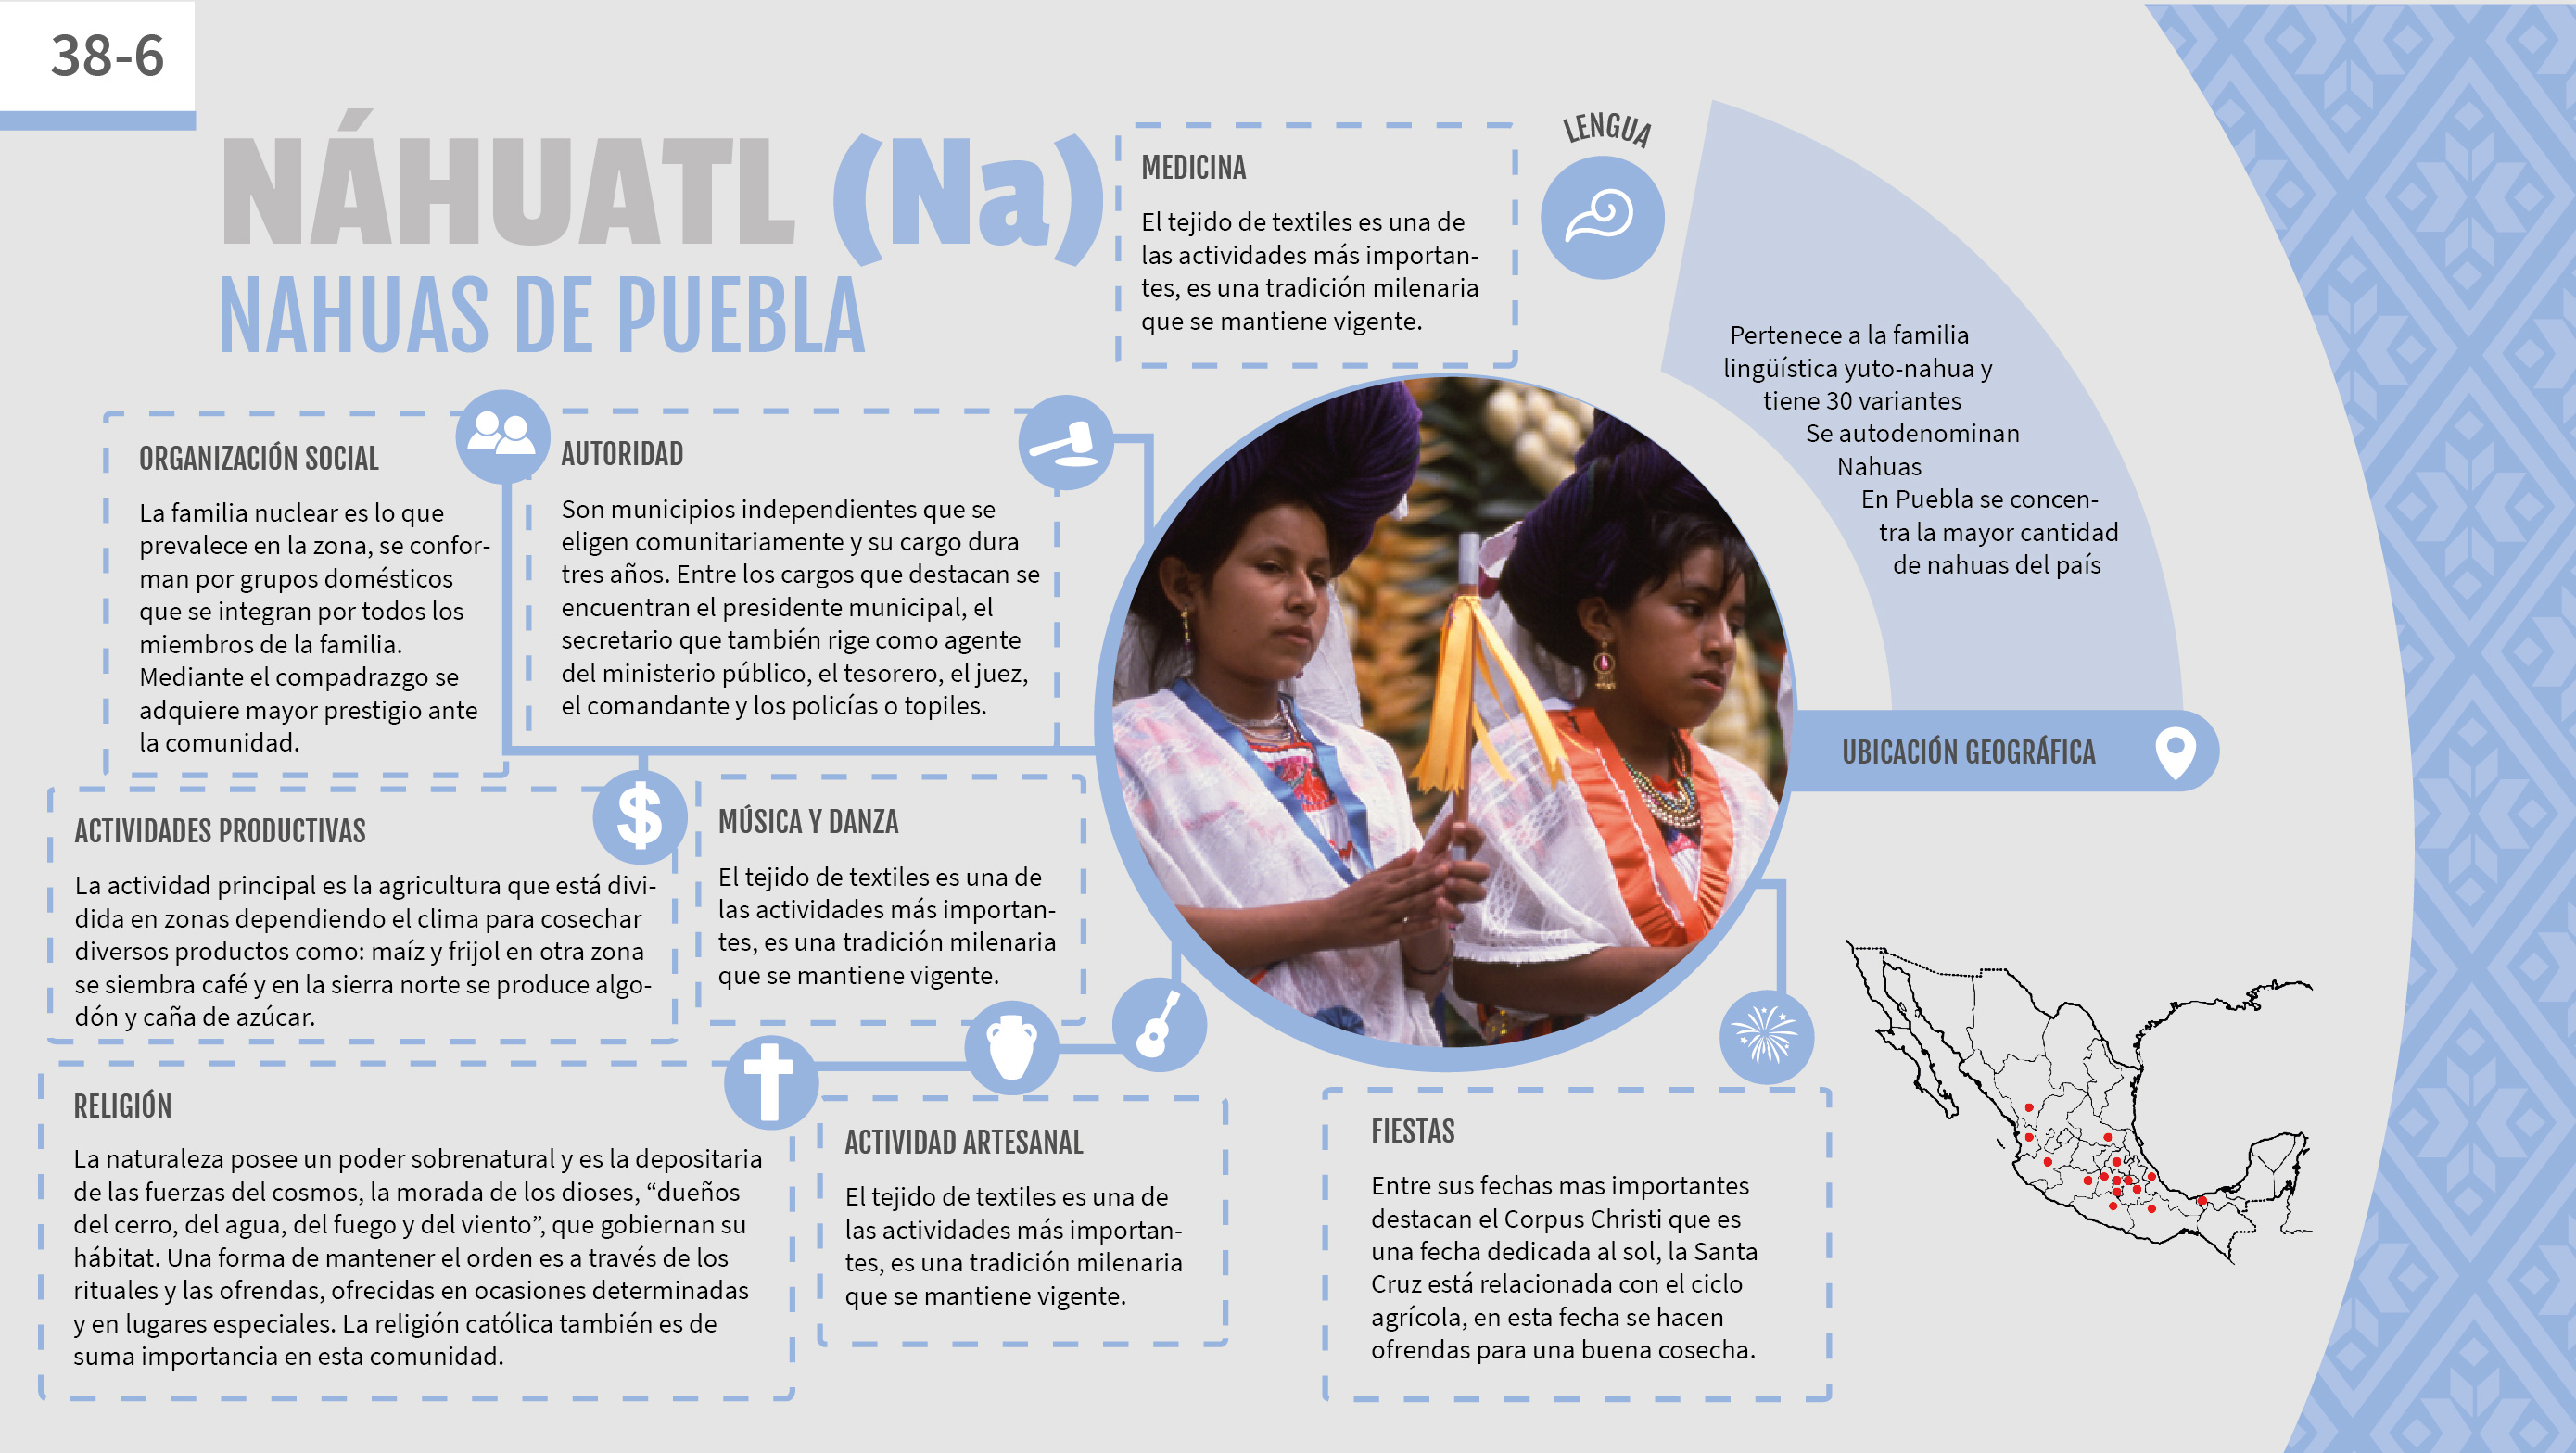 38-6
NÁHUATL (Na)
NAHUAS DE PUEBLA
MEDICINA
El tejido de textiles es una de
las actividades más importan-
tes, es una tradición milenaria
que se mantiene vigente.
LENGUA
Pertenece a la familia
lingüística yuto-nahua y
tiene 30 variantes
Se autodenominan
Nahuas
En Puebla se concen-
tra la mayor cantidad
de nahuas del país
ORGANIZACIÓN SOCIAL
La familia nuclear es lo que
prevalece en la zona, se confor-
man por grupos domésticos
que se integran por todos los
miembros de la familia.
Mediante el compadrazgo se
adquiere mayor prestigio ante
la comunidad.
AUTORIDAD
Son municipios independientes que se
eligen comunitariamente y su cargo dura
tres años. Entre los cargos que destacan se
encuentran el presidente municipal, el
secretario que también rige como agente
del ministerio público, el tesorero, el juez,
el comandante y los policías o topiles.
UBICACIÓN GEOGRÁFICA
ACTIVIDADES PRODUCTIVAS
La actividad principal es la agricultura que está divi-
dida en zonas dependiendo el clima para cosechar
diversos productos como: maíz y frijol en otra zona
se siembra café y en la sierra norte se produce algo-
dón y caña de azúcar.
$
MÚSICA Y DANZA
El tejido de textiles es una de
las actividades más importan-
tes, es una tradición milenaria
que se mantiene vigente.
RELIGIÓN
La naturaleza posee un poder sobrenatural y es la depositaria
de las fuerzas del cosmos, la morada de los dioses, “dueños
del cerro, del agua, del fuego y del viento”, que gobiernan su
hábitat. Una forma de mantener el orden es a través de los
rituales y las ofrendas, ofrecidas en ocasiones determinadas
y en lugares especiales. La religión católica también es de
suma importancia en esta comunidad.
ACTIVIDAD ARTESANAL
El tejido de textiles es una de
las actividades más importan-
tes, es una tradición milenaria
que se mantiene vigente.
FIESTAS
Entre sus fechas mas importantes
destacan el Corpus Christi que es
una fecha dedicada al sol, la Santa
Cruz está relacionada con el ciclo
agrícola, en esta fecha se hacen
ofrendas para una buena cosecha.